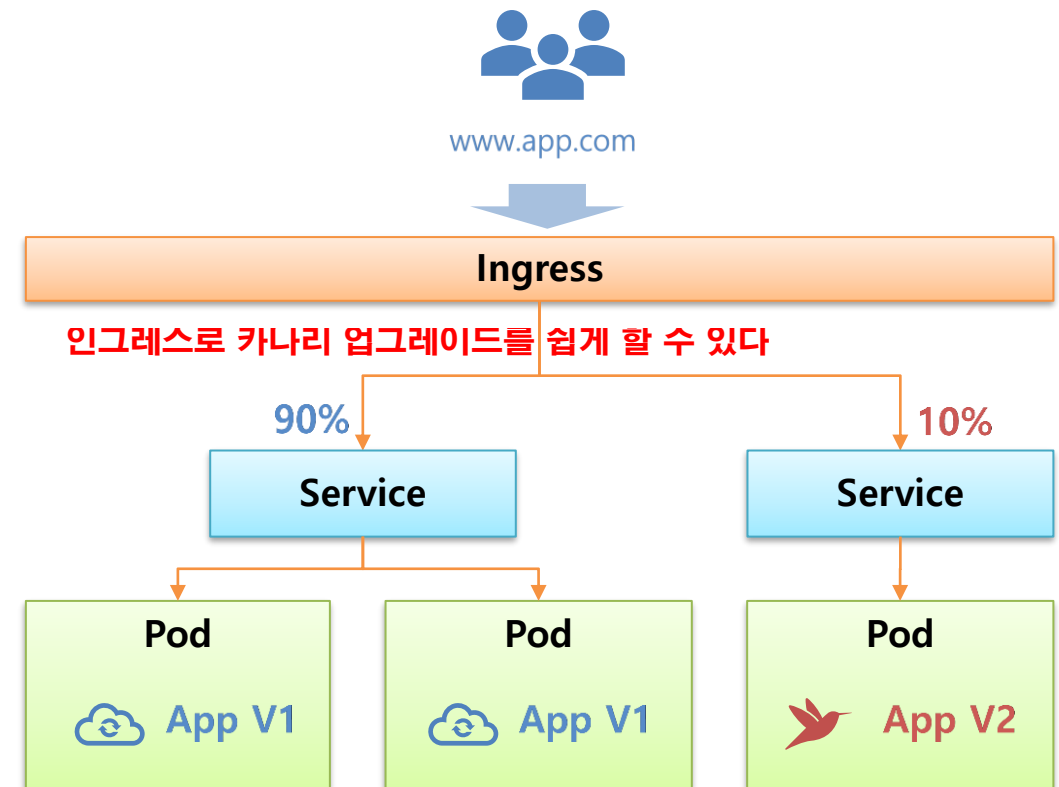 www.app.com
Ingress
인그레스로 카나리 업그레이드를 쉽게 할 수 있다
90%
10%
Service
Service
Pod
Pod
Pod
App V1
App V1
App V2